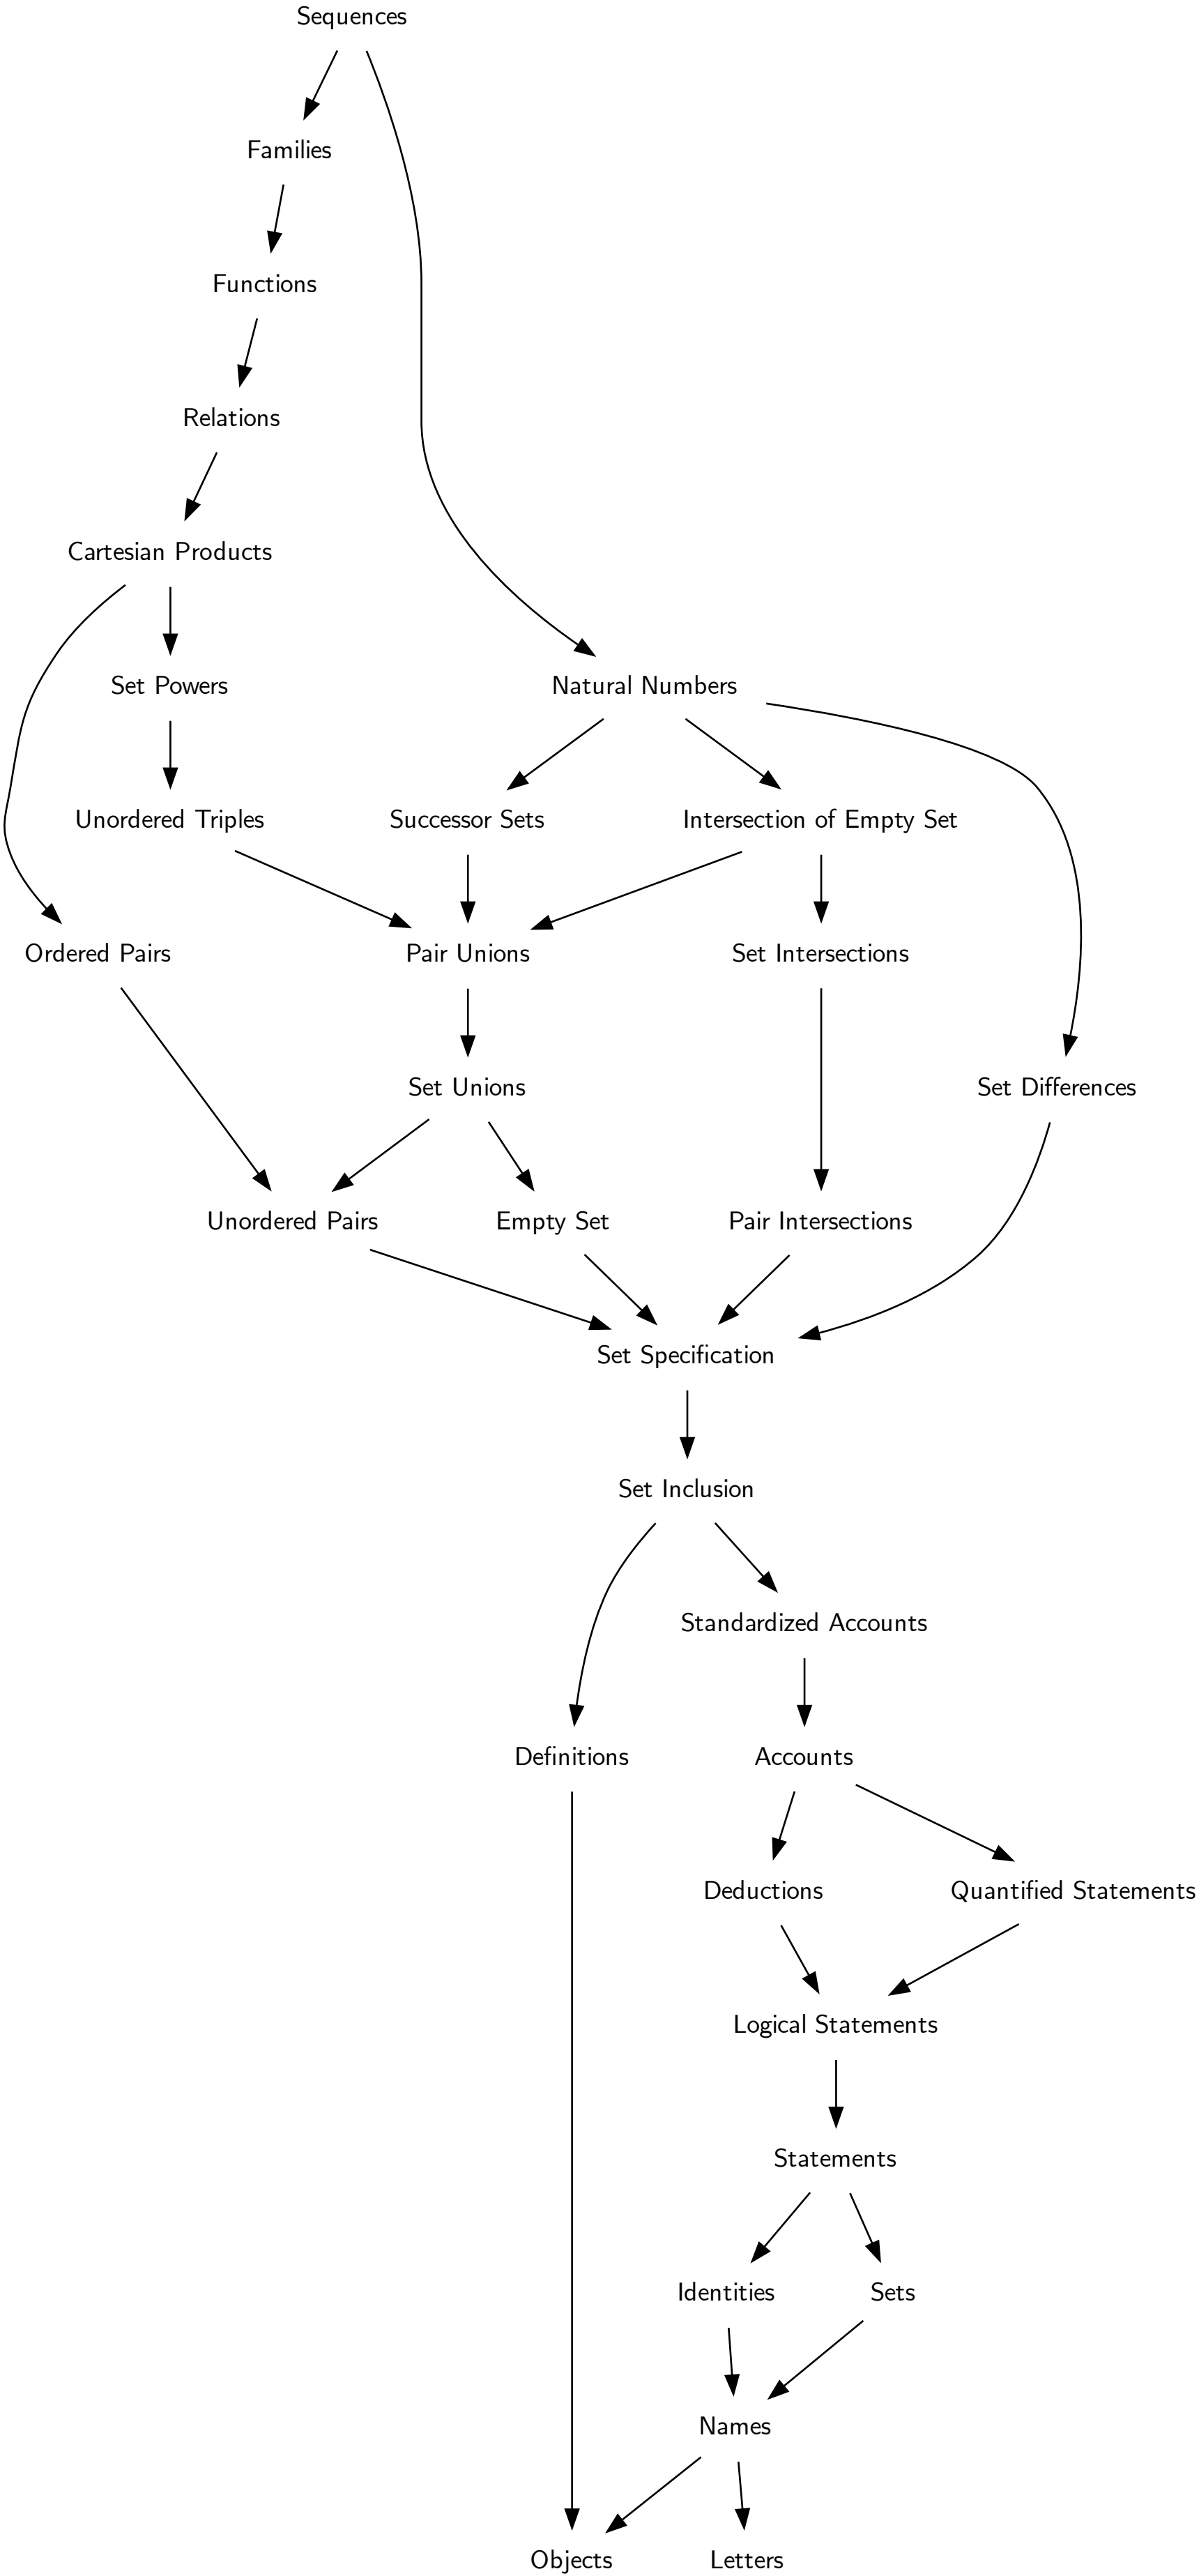 Sequences
Families
Functions
Relations
Cartesian Products
Set Powers
Natural Numbers
Unordered Triples
Successor Sets
Intersection of Empty Set
Ordered Pairs
Pair Unions
Set Intersections
Set Unions
Set Differences
Unordered Pairs
Empty Set
Pair Intersections
Set Specification
Set Inclusion
Standardized Accounts
Definitions
Accounts
Deductions
Quantified Statements
Logical Statements
Statements
Identities
Sets
Names
Objects
Letters